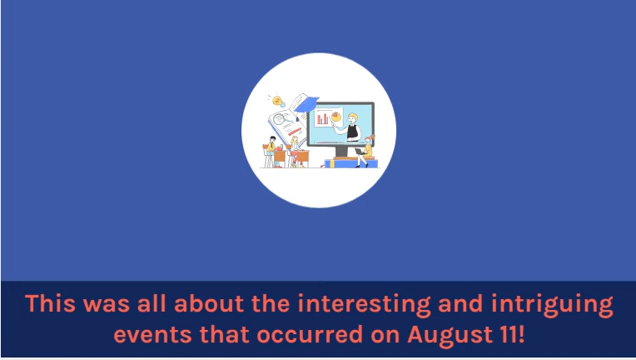 This was all about the interesting and intriguing
events that occurred on August 11!